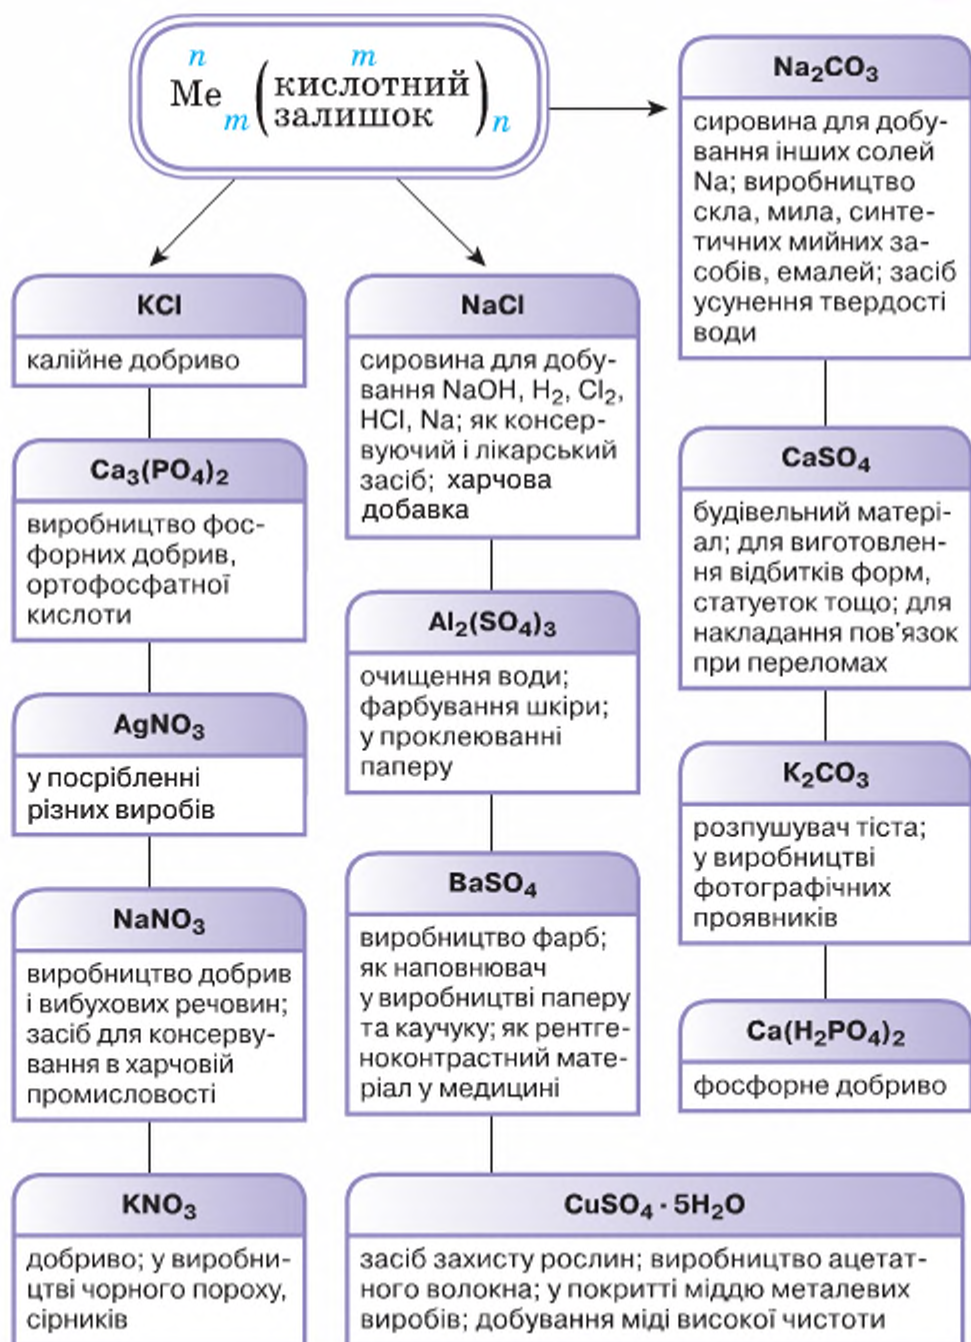 n m
Me m (кислотний
залишок) n
Na₂CO₃
сировина для добу-
вання інших солей
Na; виробництво
скла, мила, синте-
тичних мийних за-
собів, емалей; засіб
усунення твердості
води
KCl
калійне добриво
NaCl
сировина для добу-
вання NaOH, H₂, Cl₂,
HCl, Na; як консер-
вуючий і лікарський
засіб; харчова
добавка
CaSO₄
будівельний матері-
ал; для виготовлен-
ня відбитків форм,
статуеток тощо; для
накладання пов'язок
при переломах
Ca₃(PO₄)₂
виробництво фос-
форних добрив,
ортофосфатної
кислоти
Al₂(SO₄)₃
очищення води;
фарбування шкіри;
у проклеюванні
паперу
K₂CO₃
розпушувач тіста;
у виробництві
фотографічних
проявників
AgNO₃
у посрібленні
різних виробів
BaSO₄
виробництво фарб;
як наповнювач
у виробництві паперу
та каучуку; як рентге-
ноконтрастний мате-
ріал у медицині
Ca(H₂PO₄)₂
фосфорне добриво
NaNO₃
виробництво добрив
і вибухових речовин;
засіб для консерву-
вання в харчовій
промисловості
KNO₃
добриво; у виробни-
цтві чорного пороху,
сірників
CuSO₄ · 5H₂O
засіб захисту рослин; виробництво ацетат-
ного волокна; у покритті міддю металевих
виробів; добування міді високої чистоти